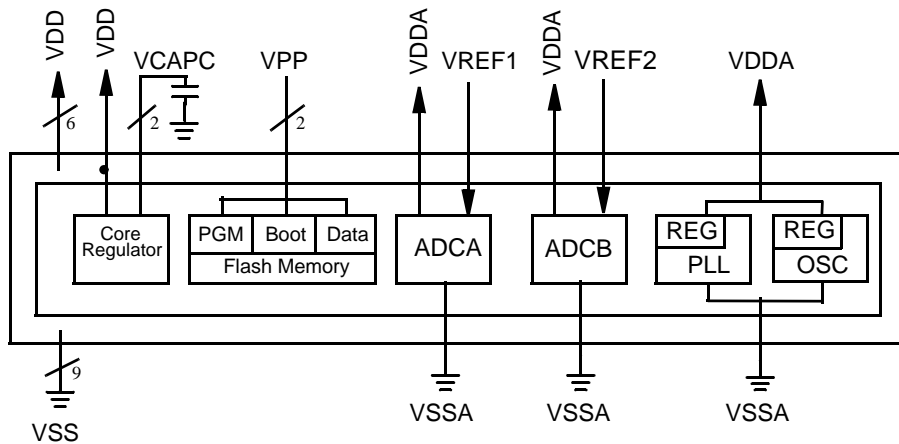 VDD
VDD
VCAPC
VPP
VDDA
VREF1
VDDA
VREF2
VDDA
6
2
2
Core
Regulator
PGM
Boot
Data
Flash Memory
ADCA
ADCB
REG
PLL
REG
OSC
9
VSS
VSSA
VSSA
VSSA